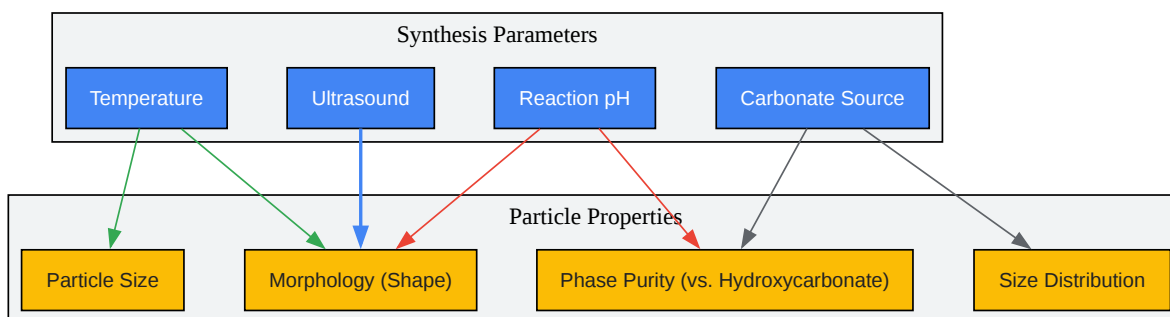 Synthesis Parameters
Temperature
Ultrasound
Reaction pH
Carbonate Source
Particle Properties
Particle Size
Morphology (Shape)
Phase Purity (vs. Hydroxycarbonate)
Size Distribution